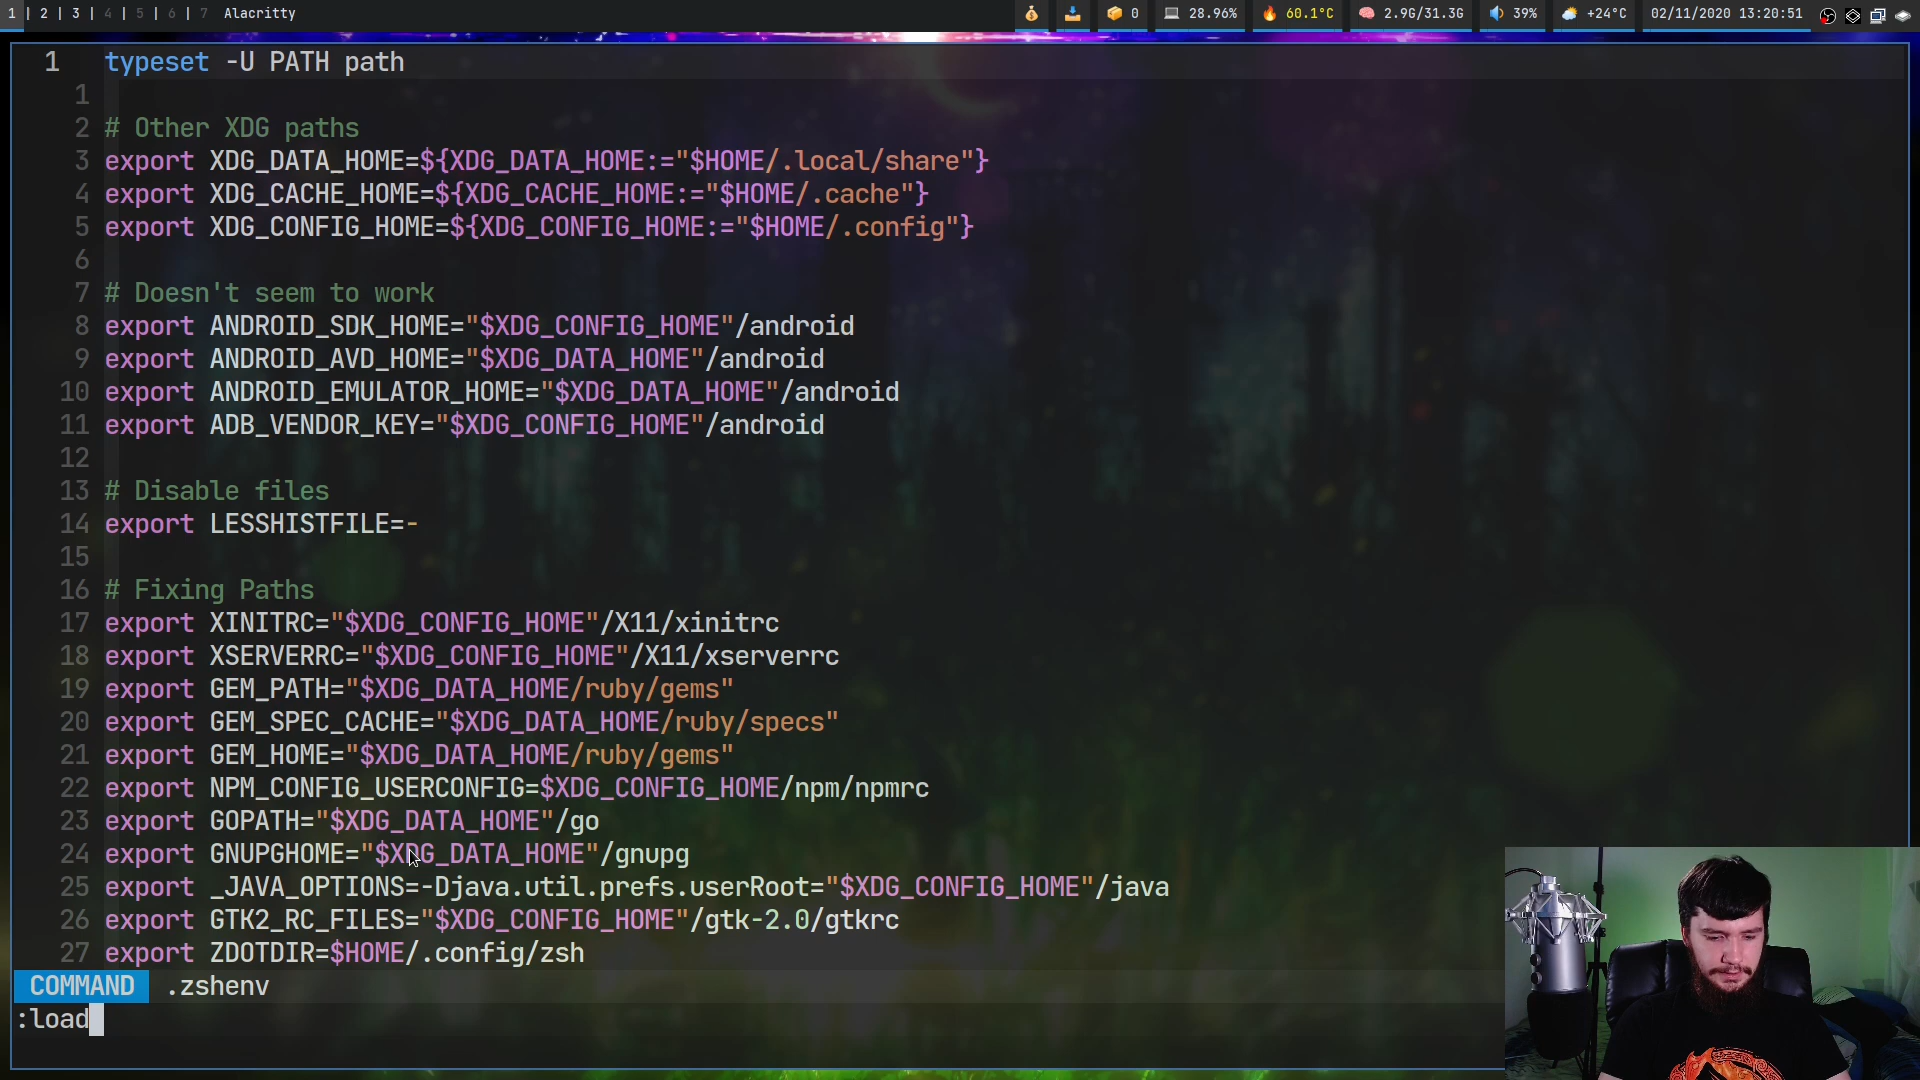 1 | 2 | 3 | 4 | 5 | 6 | 7 Alacritty 0 28.96% 60.1°C 2.9G/31.3G 39% +24°C 02/11/2020 13:20:51
1 typeset -U PATH path
1
2 # Other XDG paths
3 export XDG_DATA_HOME=${XDG_DATA_HOME:="$HOME/.local/share"}
4 export XDG_CACHE_HOME=${XDG_CACHE_HOME:="$HOME/.cache"}
5 export XDG_CONFIG_HOME=${XDG_CONFIG_HOME:="$HOME/.config"}
6
7 # Doesn't seem to work
8 export ANDROID_SDK_HOME="$XDG_CONFIG_HOME"/android
9 export ANDROID_AVD_HOME="$XDG_DATA_HOME"/android
10 export ANDROID_EMULATOR_HOME="$XDG_DATA_HOME"/android
11 export ADB_VENDOR_KEY="$XDG_CONFIG_HOME"/android
12
13 # Disable files
14 export LESSHISTFILE=-
15
16 # Fixing Paths
17 export XINITRC="$XDG_CONFIG_HOME"/X11/xinitrc
18 export XSERVERRC="$XDG_CONFIG_HOME"/X11/xserverrc
19 export GEM_PATH="$XDG_DATA_HOME/ruby/gems"
20 export GEM_SPEC_CACHE="$XDG_DATA_HOME/ruby/specs"
21 export GEM_HOME="$XDG_DATA_HOME/ruby/gems"
22 export NPM_CONFIG_USERCONFIG=$XDG_CONFIG_HOME/npm/npmrc
23 export GOPATH="$XDG_DATA_HOME"/go
24 export GNUPGHOME="$XDG_DATA_HOME"/gnupg
25 export _JAVA_OPTIONS=-Djava.util.prefs.userRoot="$XDG_CONFIG_HOME"/java
26 export GTK2_RC_FILES="$XDG_CONFIG_HOME"/gtk-2.0/gtkrc
27 export ZDOTDIR=$HOME/.config/zsh
COMMAND .zshenv
:load